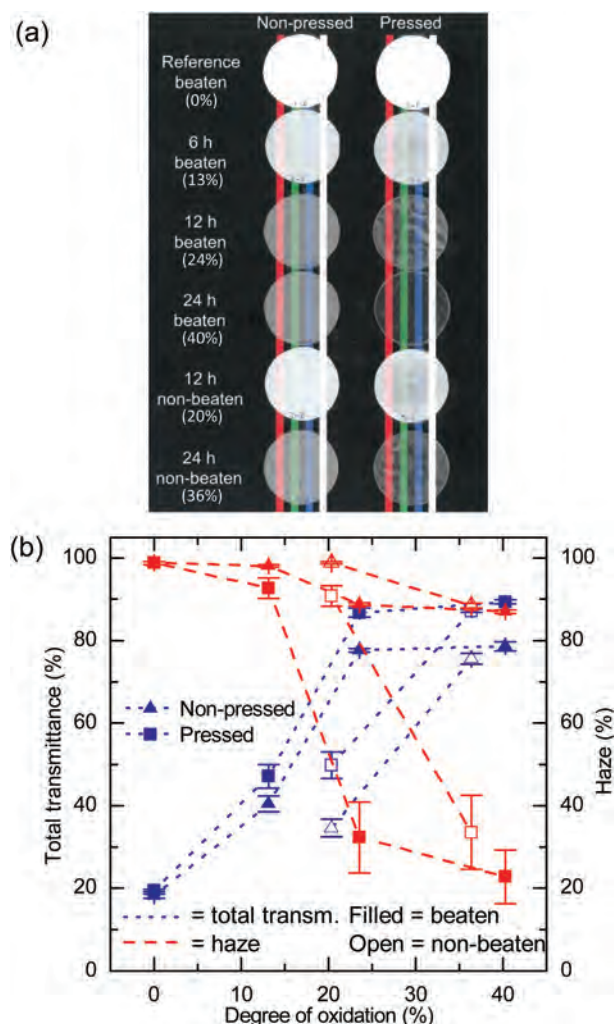 (a)
Non-pressed Pressed
Reference
beaten
(0%)
6 h
beaten
(13%)
12 h
beaten
(24%)
24 h
beaten
(40%)
12 h
non-beaten
(20%)
24 h
non-beaten
(36%)
(b)
100
80
60
40
20
0
Total transmittance (%)
Non-pressed
Pressed
= total transm. Filled = beaten
= haze Open = non-beaten
100
80
60
40
20
0
Haze (%)
0 10 20 30 40
Degree of oxidation (%)